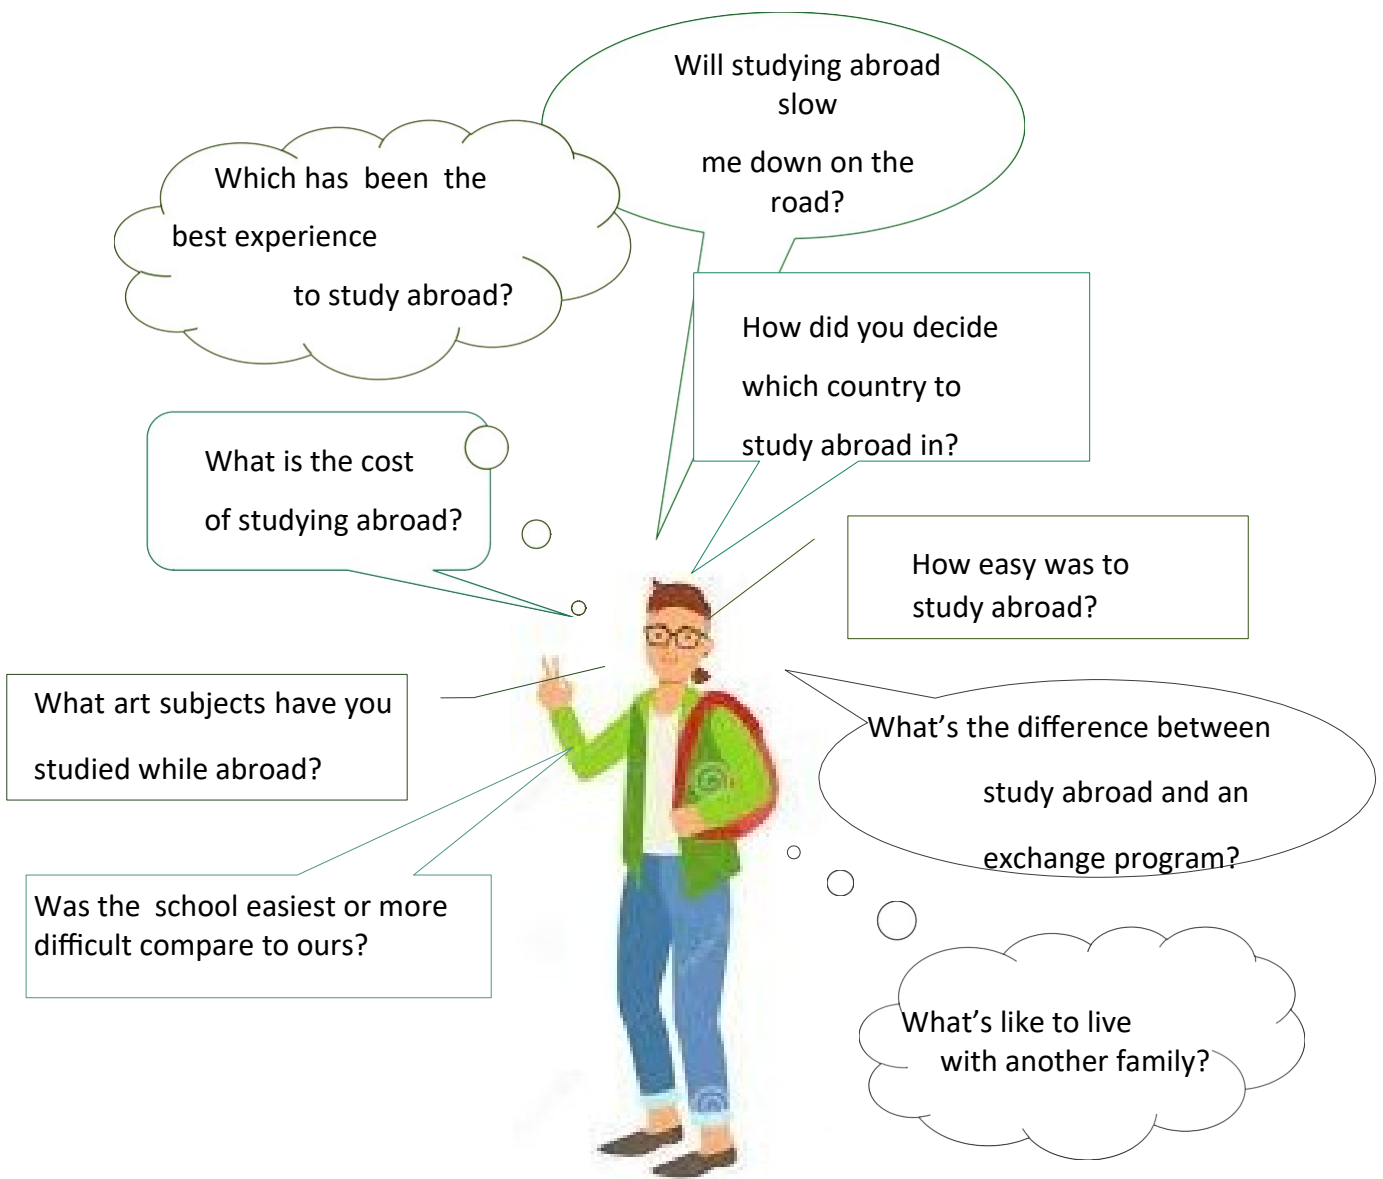 Will studying abroad
slow
me down on the
road?
Which has been the
best experience
to study abroad?
How did you decide
which country to
study abroad in?
What is the cost
of studying abroad?
How easy was to
study abroad?
What art subjects have you
studied while abroad?
What's the difference between
study abroad and an
exchange program?
Was the school easiest or more
difficult compare to ours?
What's like to live
with another family?